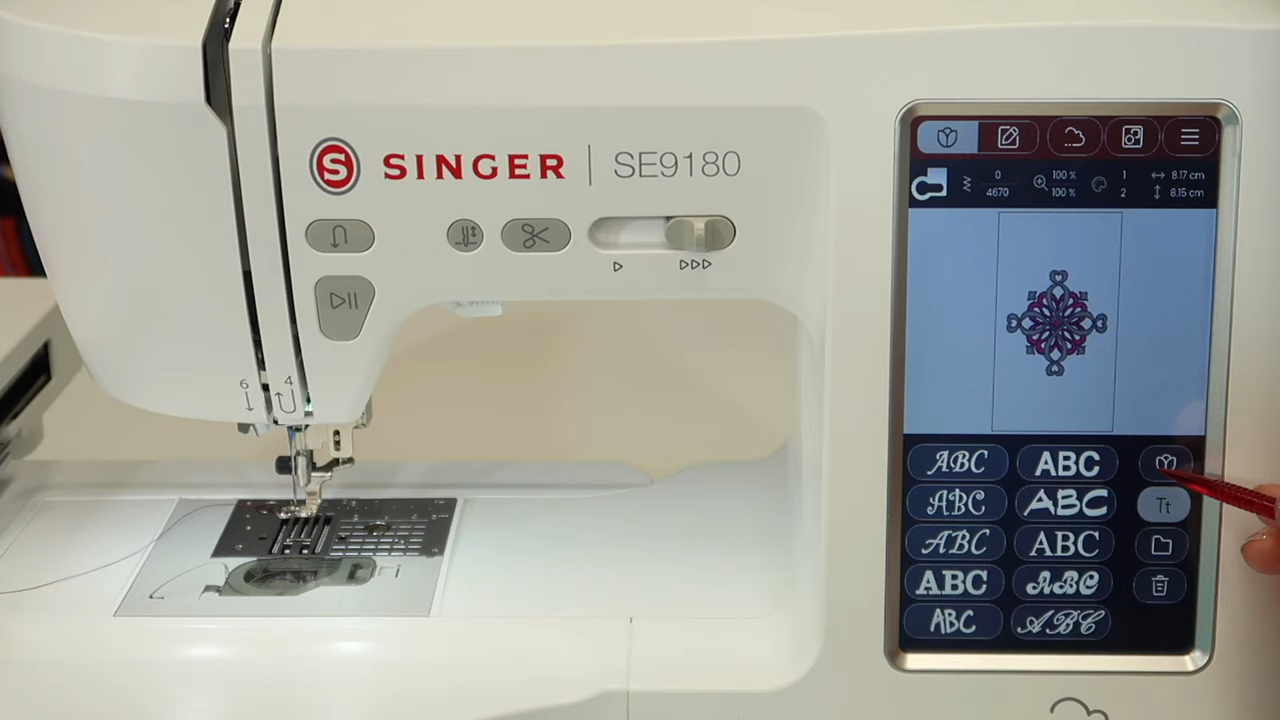 S SINGER SE9180
6 4
0
4670
100 %
100 %
1
2
8.17 cm
8.15 cm
ABC ABC
ABC ABC
Tt
ABC ABC
ABC ABC
ABC ABC